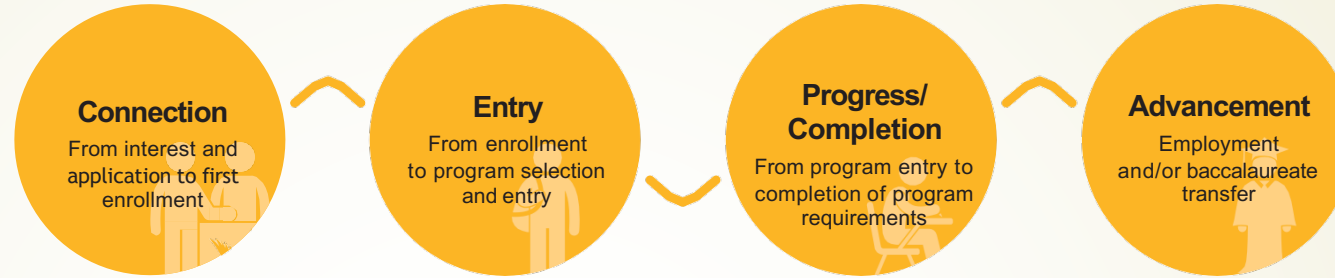 Connection
From interest and
application to first
enrollment
Entry
From enrollment
to program selection
and entry
Progress/
Completion
From program entry to
completion of program
requirements
Advancement
Employment
and/or baccalaureate
transfer